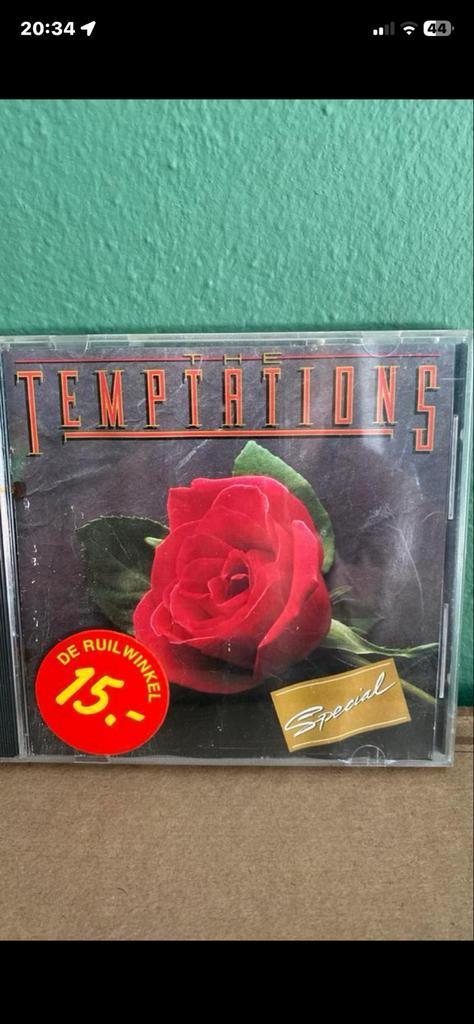 20:34
44
THE
TEMPTATIONS
DE RUILWINKEL
15.-
Special